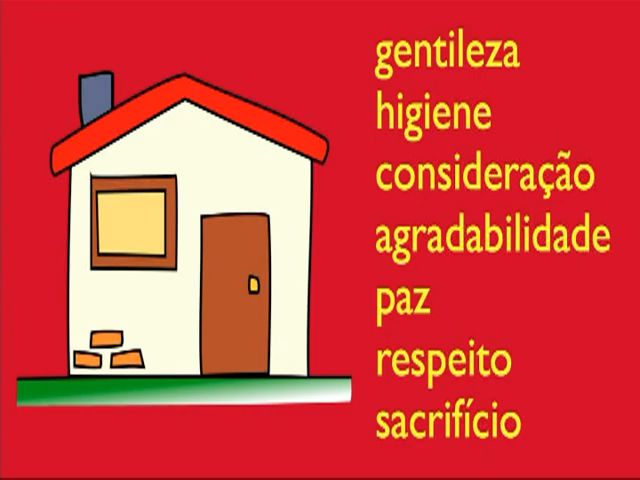 gentileza
higiene
consideração
agradabilidade
paz
respeito
sacrifício